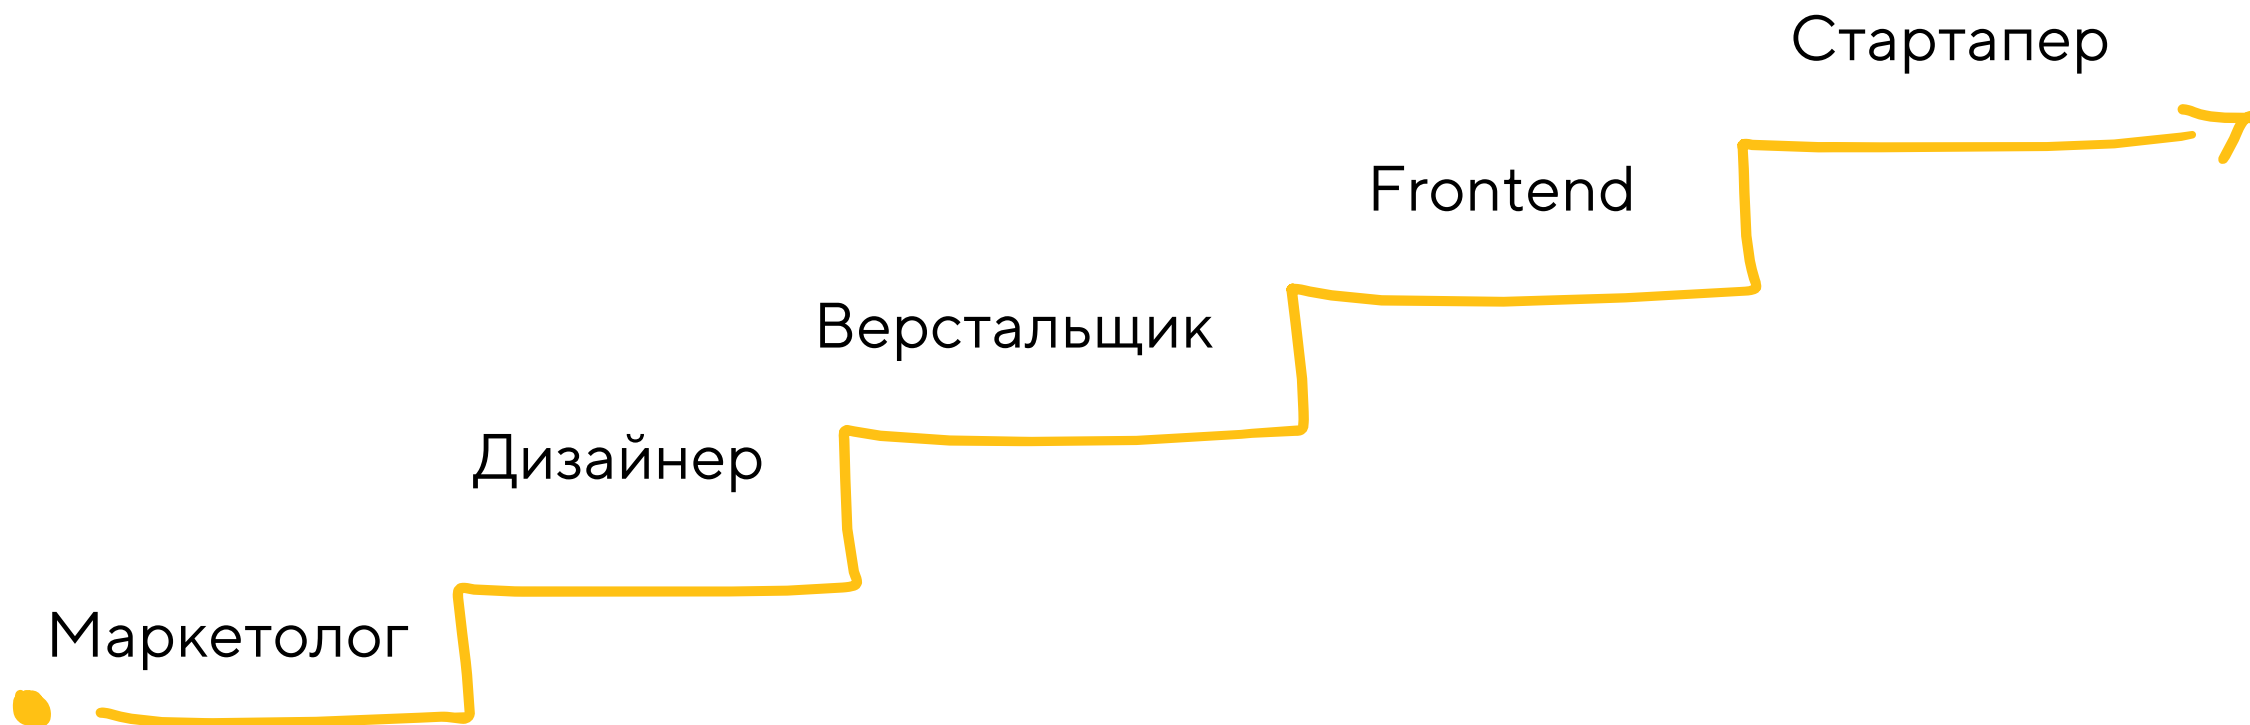 Стартапер
Frontend
Верстальщик
Дизайнер
Маркетолог